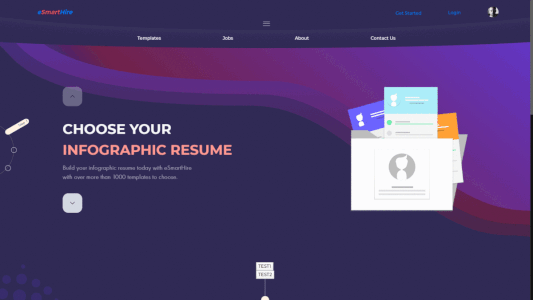 eSmartHire
Get Started
Login
Templates
Jobs
About
Contact Us
CHOOSE YOUR
INFOGRAPHIC RESUME
Build your infographic resume today with eSmartHire
with over more than 1000 templates to choose.
TEST1
TEST2